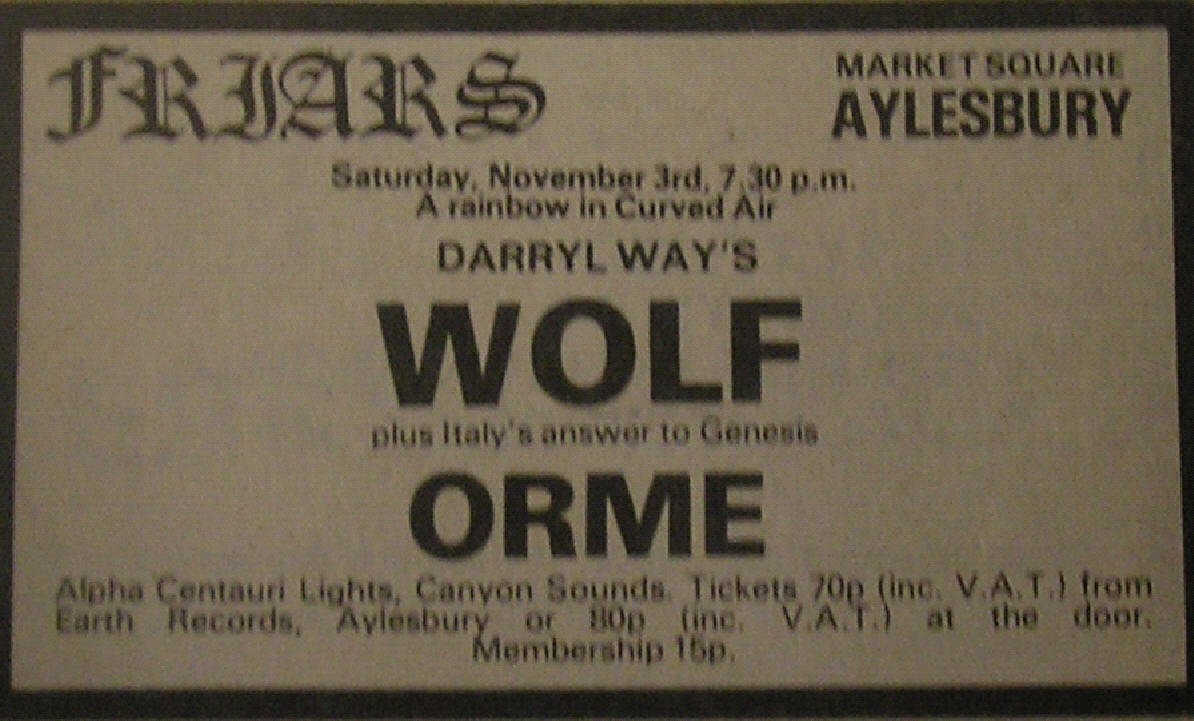 FRIARS
MARKET SQUARE
AYLESBURY
Saturday, November 3rd, 7.30 p.m.
A rainbow in Curved Air
DARRYL WAY'S
WOLF
plus Italy's answer to Genesis
ORME
Alpha Centauri Lights, Canyon Sounds. Tickets 70p (inc. V.A.T.) from
Earth Records, Aylesbury or 80p (inc. V.A.T.) at the door.
Membership 15p.